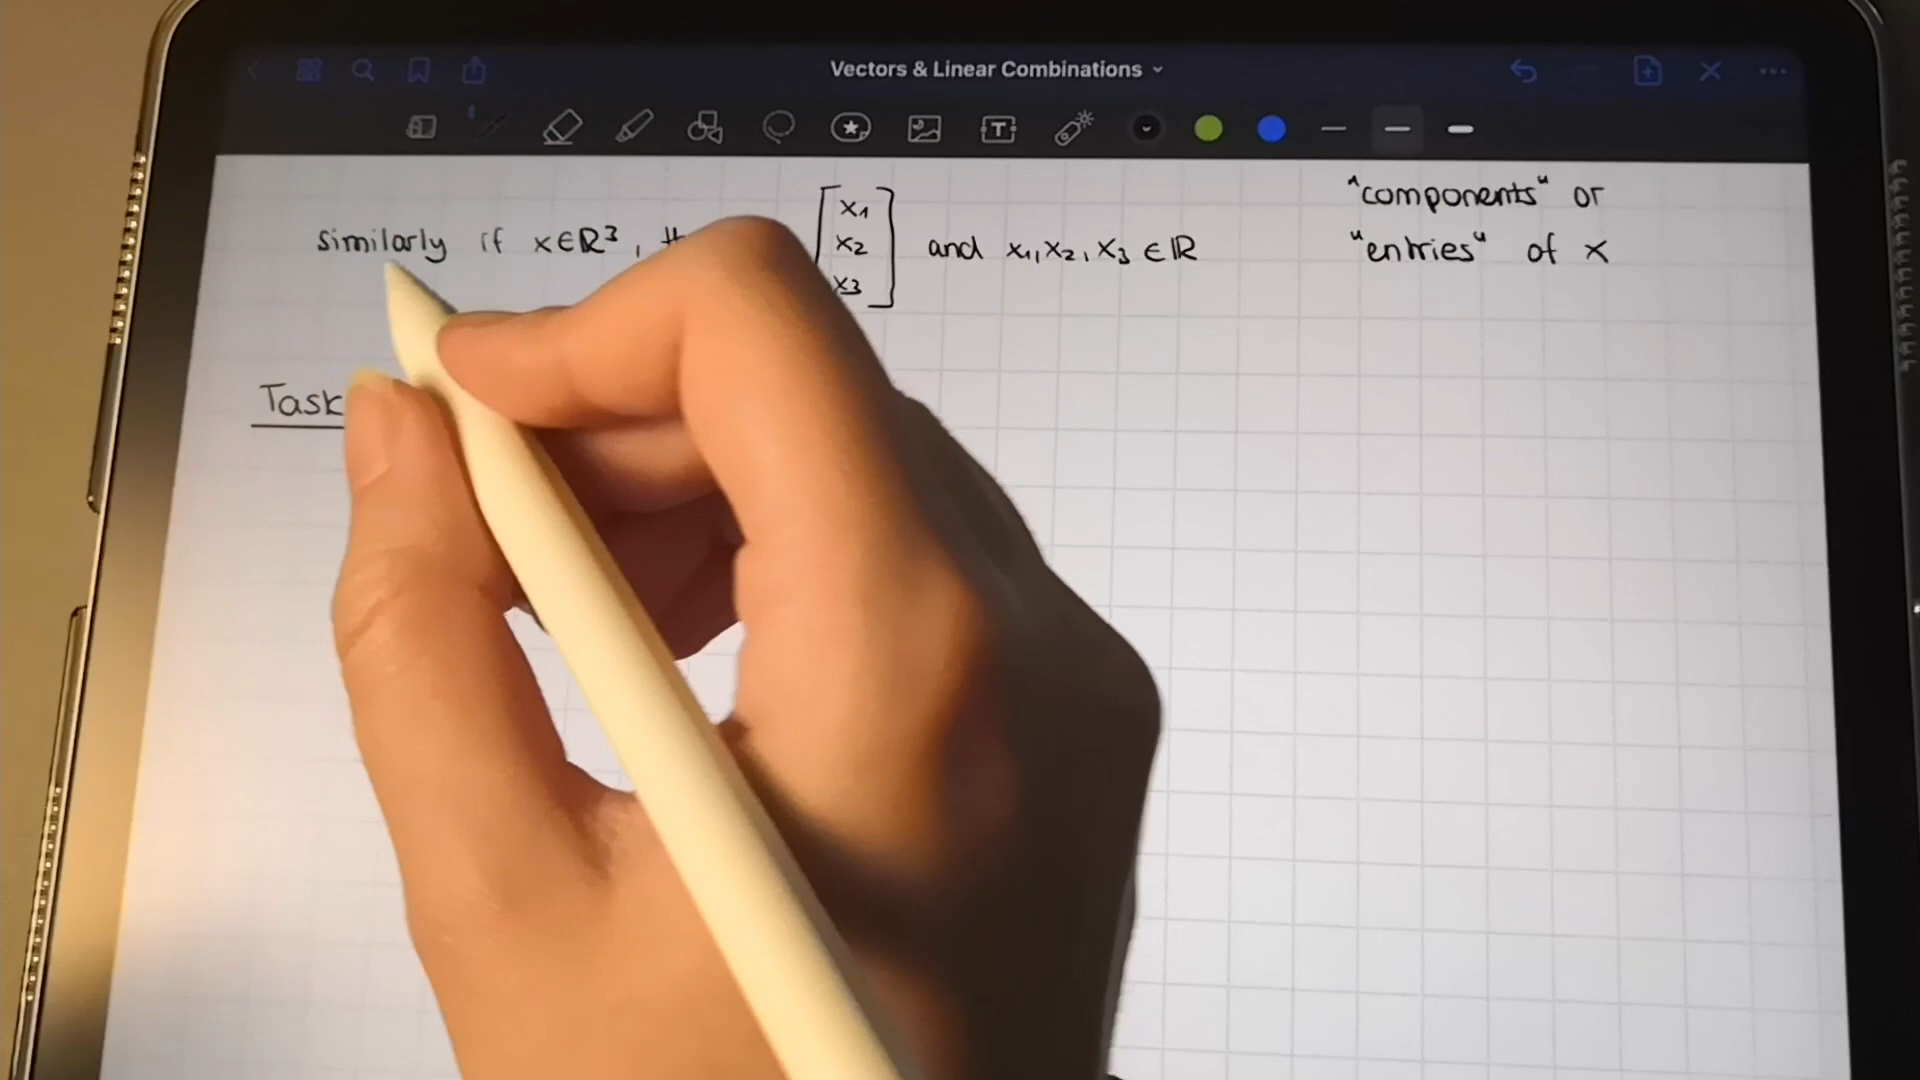 Vectors & Linear Combinations
similarly if x∈ℝ³, [x₁ x₂ x₃] and x₁, x₂, x₃ ∈ ℝ
"components" or
"entries" of x
Task